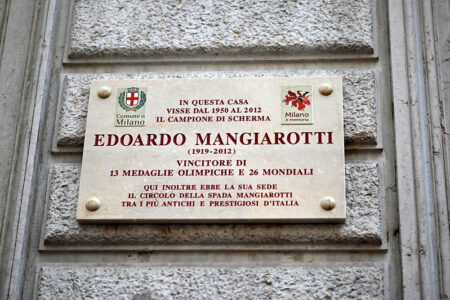 Comune di
Milano
Milano
è memoria
IN QUESTA CASA
VISSE DAL 1950 AL 2012
IL CAMPIONE DI SCHERMA
EDOARDO MANGIAROTTI
(1919-2012)
VINCITORE DI
13 MEDAGLIE OLIMPICHE E 26 MONDIALI
QUI INOLTRE EBBE LA SUA SEDE
IL CIRCOLO DELLA SPADA MANGIAROTTI
TRA I PIÙ ANTICHI E PRESTIGIOSI D'ITALIA